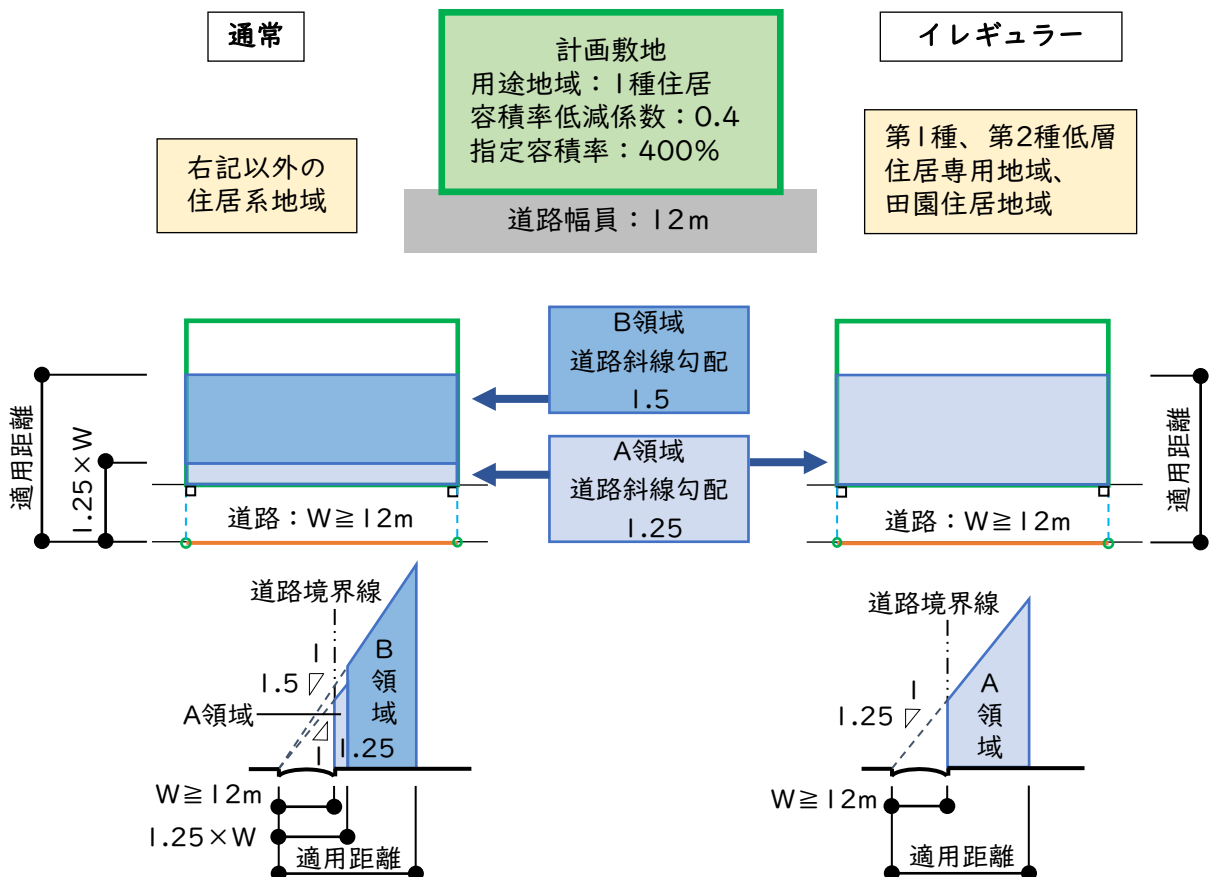 通常
計画敷地
用途地域：1種住居
容積率低減係数：0.4
指定容積率：400%
道路幅員：12m
イレギュラー
右記以外の
住居系地域
第1種、第2種低層
住居専用地域、
田園住居地域
B領域
道路斜線勾配
1.5
A領域
道路斜線勾配
1.25
適用距離
1.25×W
道路：W≧12m
道路：W≧12m
適用距離
道路境界線
1
1.5
A領域
1
1.25
B
領
域
W≧12m
1.25×W
適用距離
道路境界線
1
1.25
A
領
域
W≧12m
適用距離